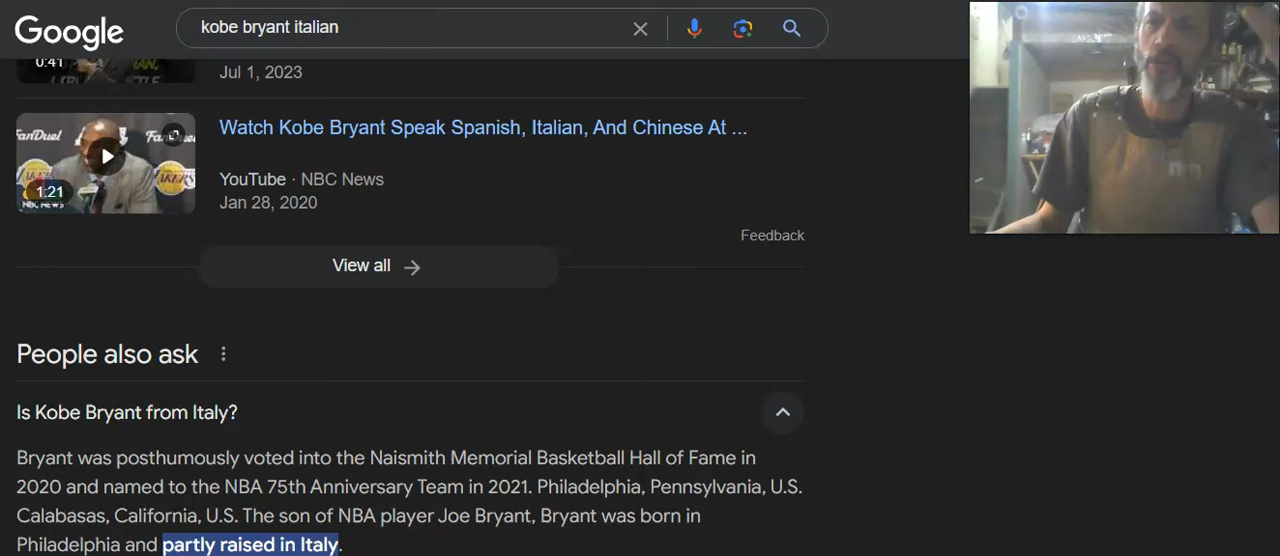 Google
kobe bryant italian
0:41
Jul 1, 2023
FanDuel
LAKERS
Watch Kobe Bryant Speak Spanish, Italian, And Chinese At ...
1:21
NBC NEWS
YouTube · NBC News
Jan 28, 2020
Feedback
View all →
People also ask
Is Kobe Bryant from Italy?
Bryant was posthumously voted into the Naismith Memorial Basketball Hall of Fame in
2020 and named to the NBA 75th Anniversary Team in 2021. Philadelphia, Pennsylvania, U.S.
Calabasas, California, U.S. The son of NBA player Joe Bryant, Bryant was born in
Philadelphia and partly raised in Italy.